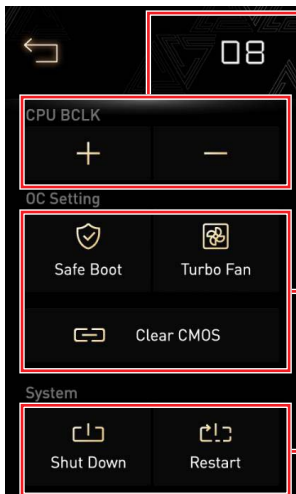 08
CPU BCLK
+ −
OC Setting
Safe Boot Turbo Fan
Clear CMOS
System
Shut Down Restart